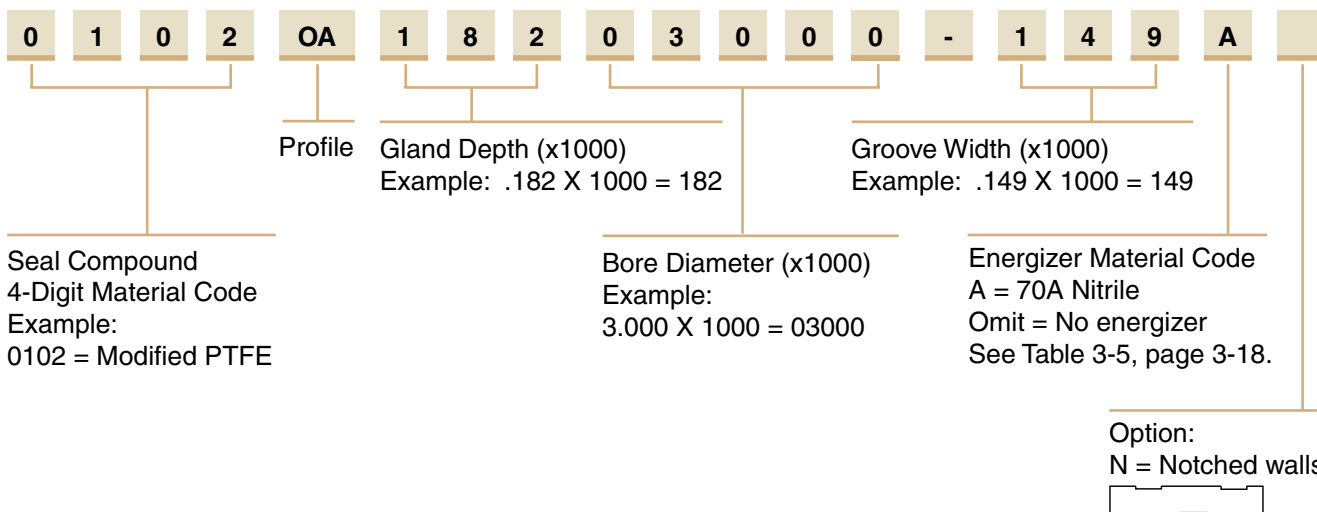 0 1 0 2 OA 1 8 2 0 3 0 0 0 - 1 4 9 A
Profile
Gland Depth (x1000)
Example: .182 X 1000 = 182
Groove Width (x1000)
Example: .149 X 1000 = 149
Seal Compound
4-Digit Material Code
Example:
0102 = Modified PTFE
Bore Diameter (x1000)
Example:
3.000 X 1000 = 03000
Energizer Material Code
A = 70A Nitrile
Omit = No energizer
See Table 3-5, page 3-18.
Option:
N = Notched walls